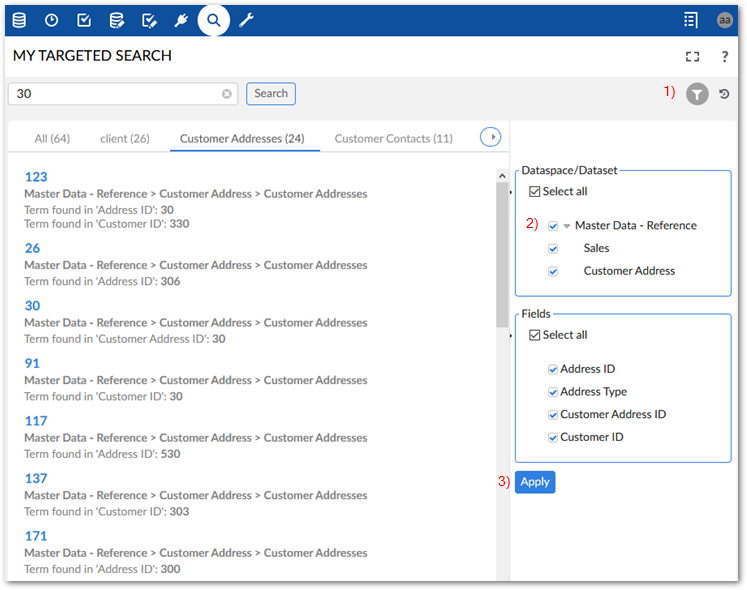 aa
MY TARGETED SEARCH
?
30
Search
1)
All (64) client (26) Customer Addresses (24) Customer Contacts (11)
123
Master Data - Reference > Customer Address > Customer Addresses
Term found in 'Address ID': 30
Term found in 'Customer ID': 330
26
Master Data - Reference > Customer Address > Customer Addresses
Term found in 'Address ID': 306
30
Master Data - Reference > Customer Address > Customer Addresses
Term found in 'Customer Address ID': 30
91
Master Data - Reference > Customer Address > Customer Addresses
Term found in 'Customer ID': 30
117
Master Data - Reference > Customer Address > Customer Addresses
Term found in 'Address ID': 530
137
Master Data - Reference > Customer Address > Customer Addresses
Term found in 'Customer ID': 303
171
Master Data - Reference > Customer Address > Customer Addresses
Term found in 'Address ID': 300
Dataspace/Dataset
Select all
2) Master Data - Reference
Sales
Customer Address
Fields
Select all
Address ID
Address Type
Customer Address ID
Customer ID
3) Apply